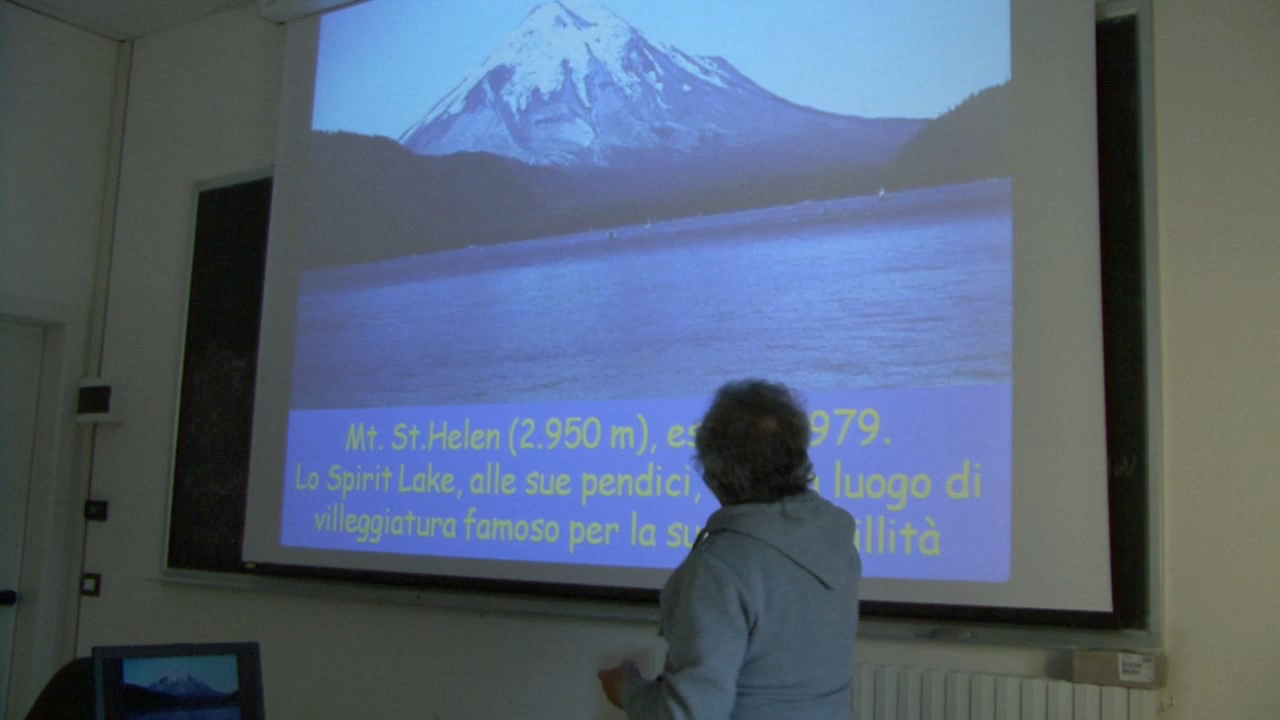 Mt. St.Helen (2.950 m), es 979.
Lo Spirit Lake, alle sue pendici, luogo di
villeggiatura famoso per la su illità